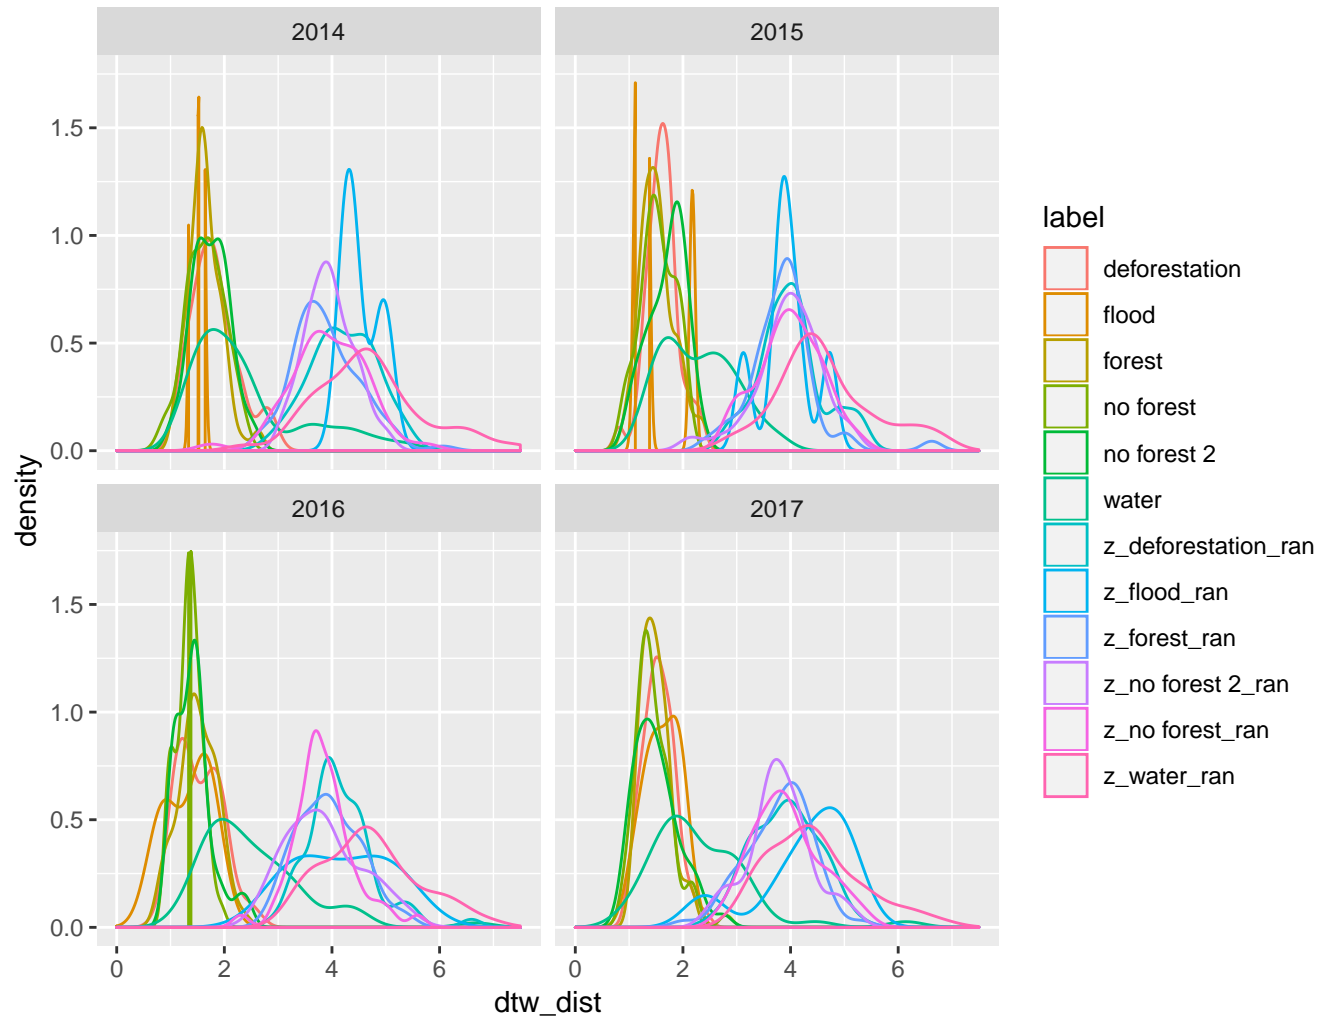 2014
2015
0.0
0.5
1.0
1.5
2016
2017
0.0
0.5
1.0
1.5
0 2 4 6
0 2 4 6
dtw_dist
density
label
deforestation
flood
forest
no forest
no forest 2
water
z_deforestation_ran
z_flood_ran
z_forest_ran
z_no forest 2_ran
z_no forest_ran
z_water_ran